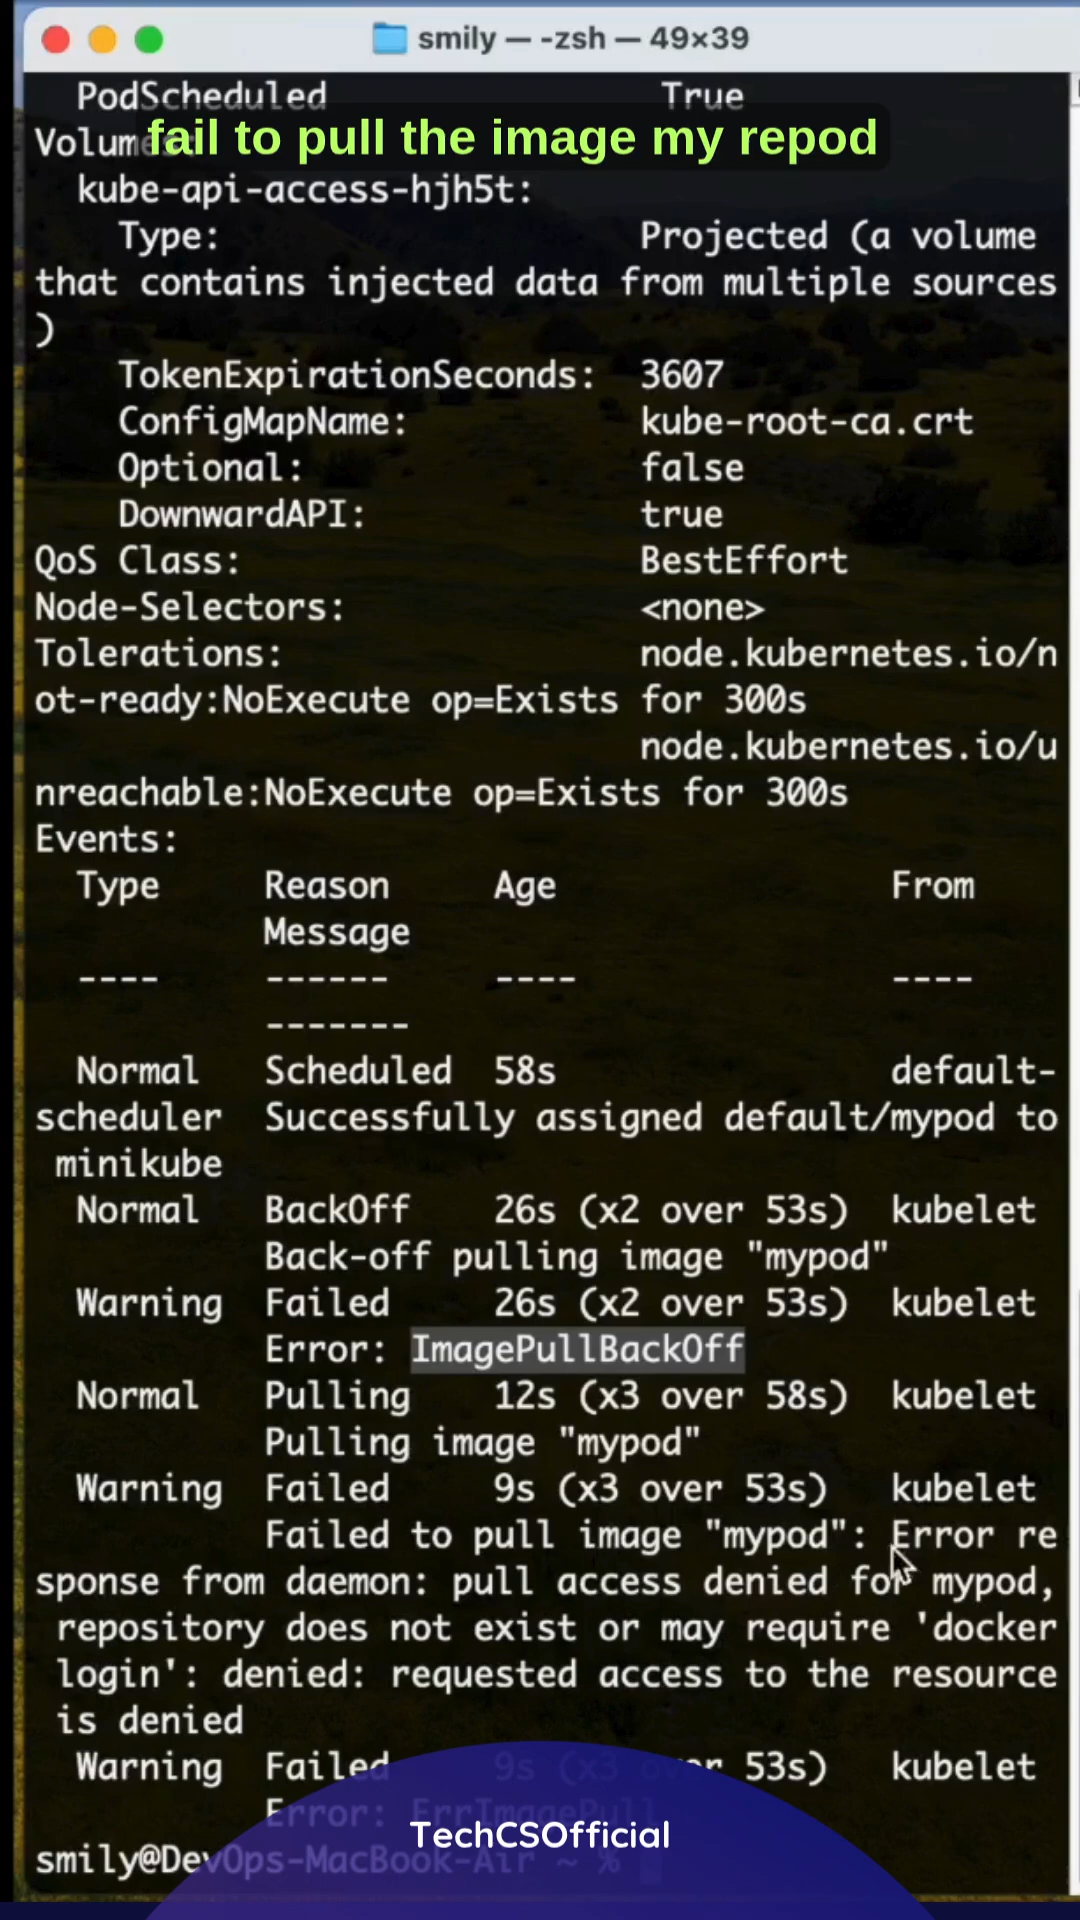 smily — -zsh — 49×39
PodScheduled True
Volumes:
fail to pull the image my repod
kube-api-access-hjh5t:
Type: Projected (a volume
that contains injected data from multiple sources
)
TokenExpirationSeconds: 3607
ConfigMapName: kube-root-ca.crt
Optional: false
DownwardAPI: true
QoS Class: BestEffort
Node-Selectors: <none>
Tolerations: node.kubernetes.io/n
ot-ready:NoExecute op=Exists for 300s
node.kubernetes.io/u
nreachable:NoExecute op=Exists for 300s
Events:
Type Reason Age From
Message
---- ------ ---- ----
-------
Normal Scheduled 58s default-
scheduler Successfully assigned default/mypod to
minikube
Normal BackOff 26s (x2 over 53s) kubelet
Back-off pulling image "mypod"
Warning Failed 26s (x2 over 53s) kubelet
Error: ImagePullBackOff
Normal Pulling 12s (x3 over 58s) kubelet
Pulling image "mypod"
Warning Failed 9s (x3 over 53s) kubelet
Failed to pull image "mypod": Error re
sponse from daemon: pull access denied for mypod,
repository does not exist or may require 'docker
login': denied: requested access to the resource
is denied
Warning Failed 9s (x3 over 53s) kubelet
Error: ErrImagePull
TechCSOfficial
smily@DevOps-MacBook-Air ~ %